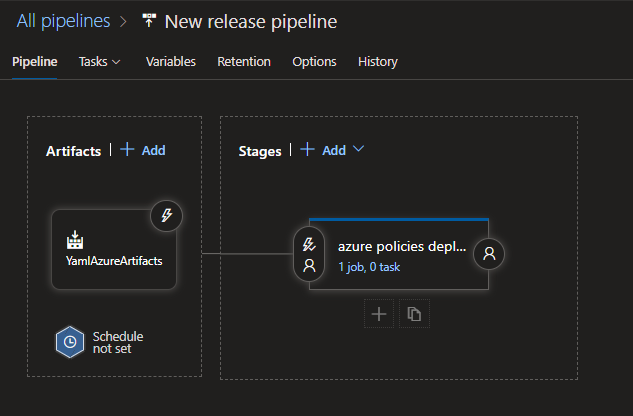 All pipelines > New release pipeline
Pipeline Tasks Variables Retention Options History
Artifacts | + Add
Stages | + Add
YamlAzureArtifacts
azure policies depl...
1 job, 0 task
Schedule
not set